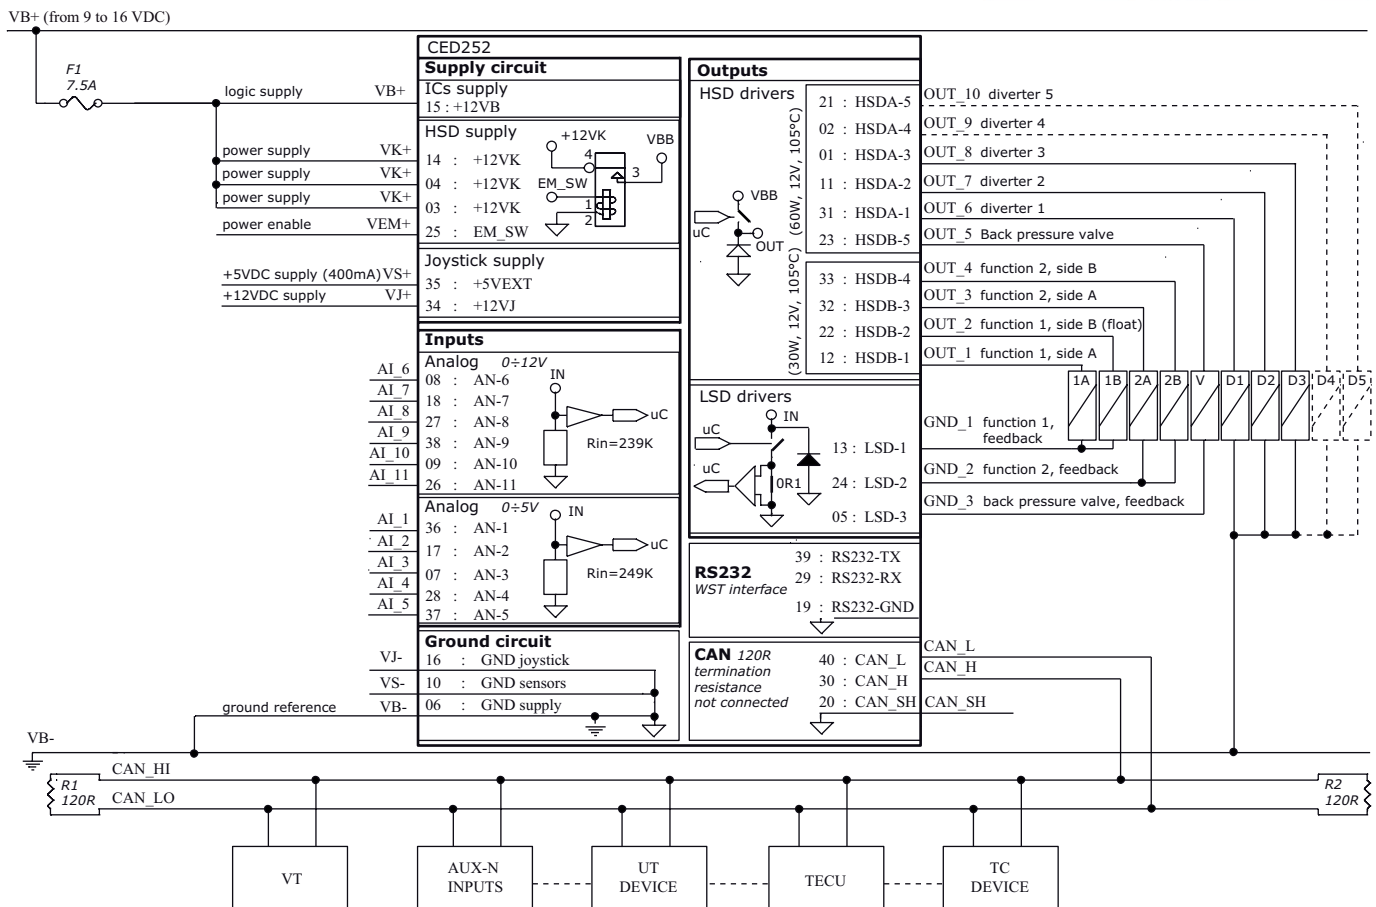 VB+ (from 9 to 16 VDC)
F1
7.5A
logic supply VB+
power supply VK+
power supply VK+
power supply VK+
power enable VEM+
+5VDC supply (400mA) VS+
+12VDC supply VJ+
AI_6
AI_7
AI_8
AI_9
AI_10
AI_11
AI_1
AI_2
AI_3
AI_4
AI_5
VJ-
VS-
ground reference VB-
CED252
Supply circuit
ICs supply
15 : +12VB
HSD supply
14 : +12VK
04 : +12VK
03 : +12VK
25 : EM_SW
+12VK
VBB
EM_SW
4
3
1
2
Joystick supply
35 : +5VEXT
34 : +12VJ
Inputs
Analog 0÷12V
08 : AN-6
18 : AN-7
27 : AN-8
38 : AN-9
09 : AN-10
26 : AN-11
IN
uC
Rin=239K
Analog 0÷5V
36 : AN-1
17 : AN-2
07 : AN-3
28 : AN-4
37 : AN-5
IN
uC
Rin=249K
Ground circuit
16 : GND joystick
10 : GND sensors
06 : GND supply
Outputs
HSD drivers
(60W, 12V, 105°C)
21 : HSDA-5
02 : HSDA-4
01 : HSDA-3
11 : HSDA-2
31 : HSDA-1
23 : HSDB-5
(30W, 12V, 105°C)
33 : HSDB-4
32 : HSDB-3
22 : HSDB-2
12 : HSDB-1
VBB
uC
OUT
LSD drivers
IN
uC
uC
0R1
13 : LSD-1
24 : LSD-2
05 : LSD-3
RS232
WST interface
39 : RS232-TX
29 : RS232-RX
19 : RS232-GND
CAN 120R
termination
resistance
not connected
40 : CAN_L
30 : CAN_H
20 : CAN_SH
OUT_10 diverter 5
OUT_9 diverter 4
OUT_8 diverter 3
OUT_7 diverter 2
OUT_6 diverter 1
OUT_5 Back pressure valve
OUT_4 function 2, side B
OUT_3 function 2, side A
OUT_2 function 1, side B (float)
OUT_1 function 1, side A
1A 1B 2A 2B V D1 D2 D3 D4 D5
GND_1 function 1,
feedback
GND_2 function 2, feedback
GND_3 back pressure valve, feedback
CAN_L
CAN_H
CAN_SH
VB-
CAN_HI
CAN_LO
R1
120R
R2
120R
VT
AUX-N
INPUTS
UT
DEVICE
TECU
TC
DEVICE